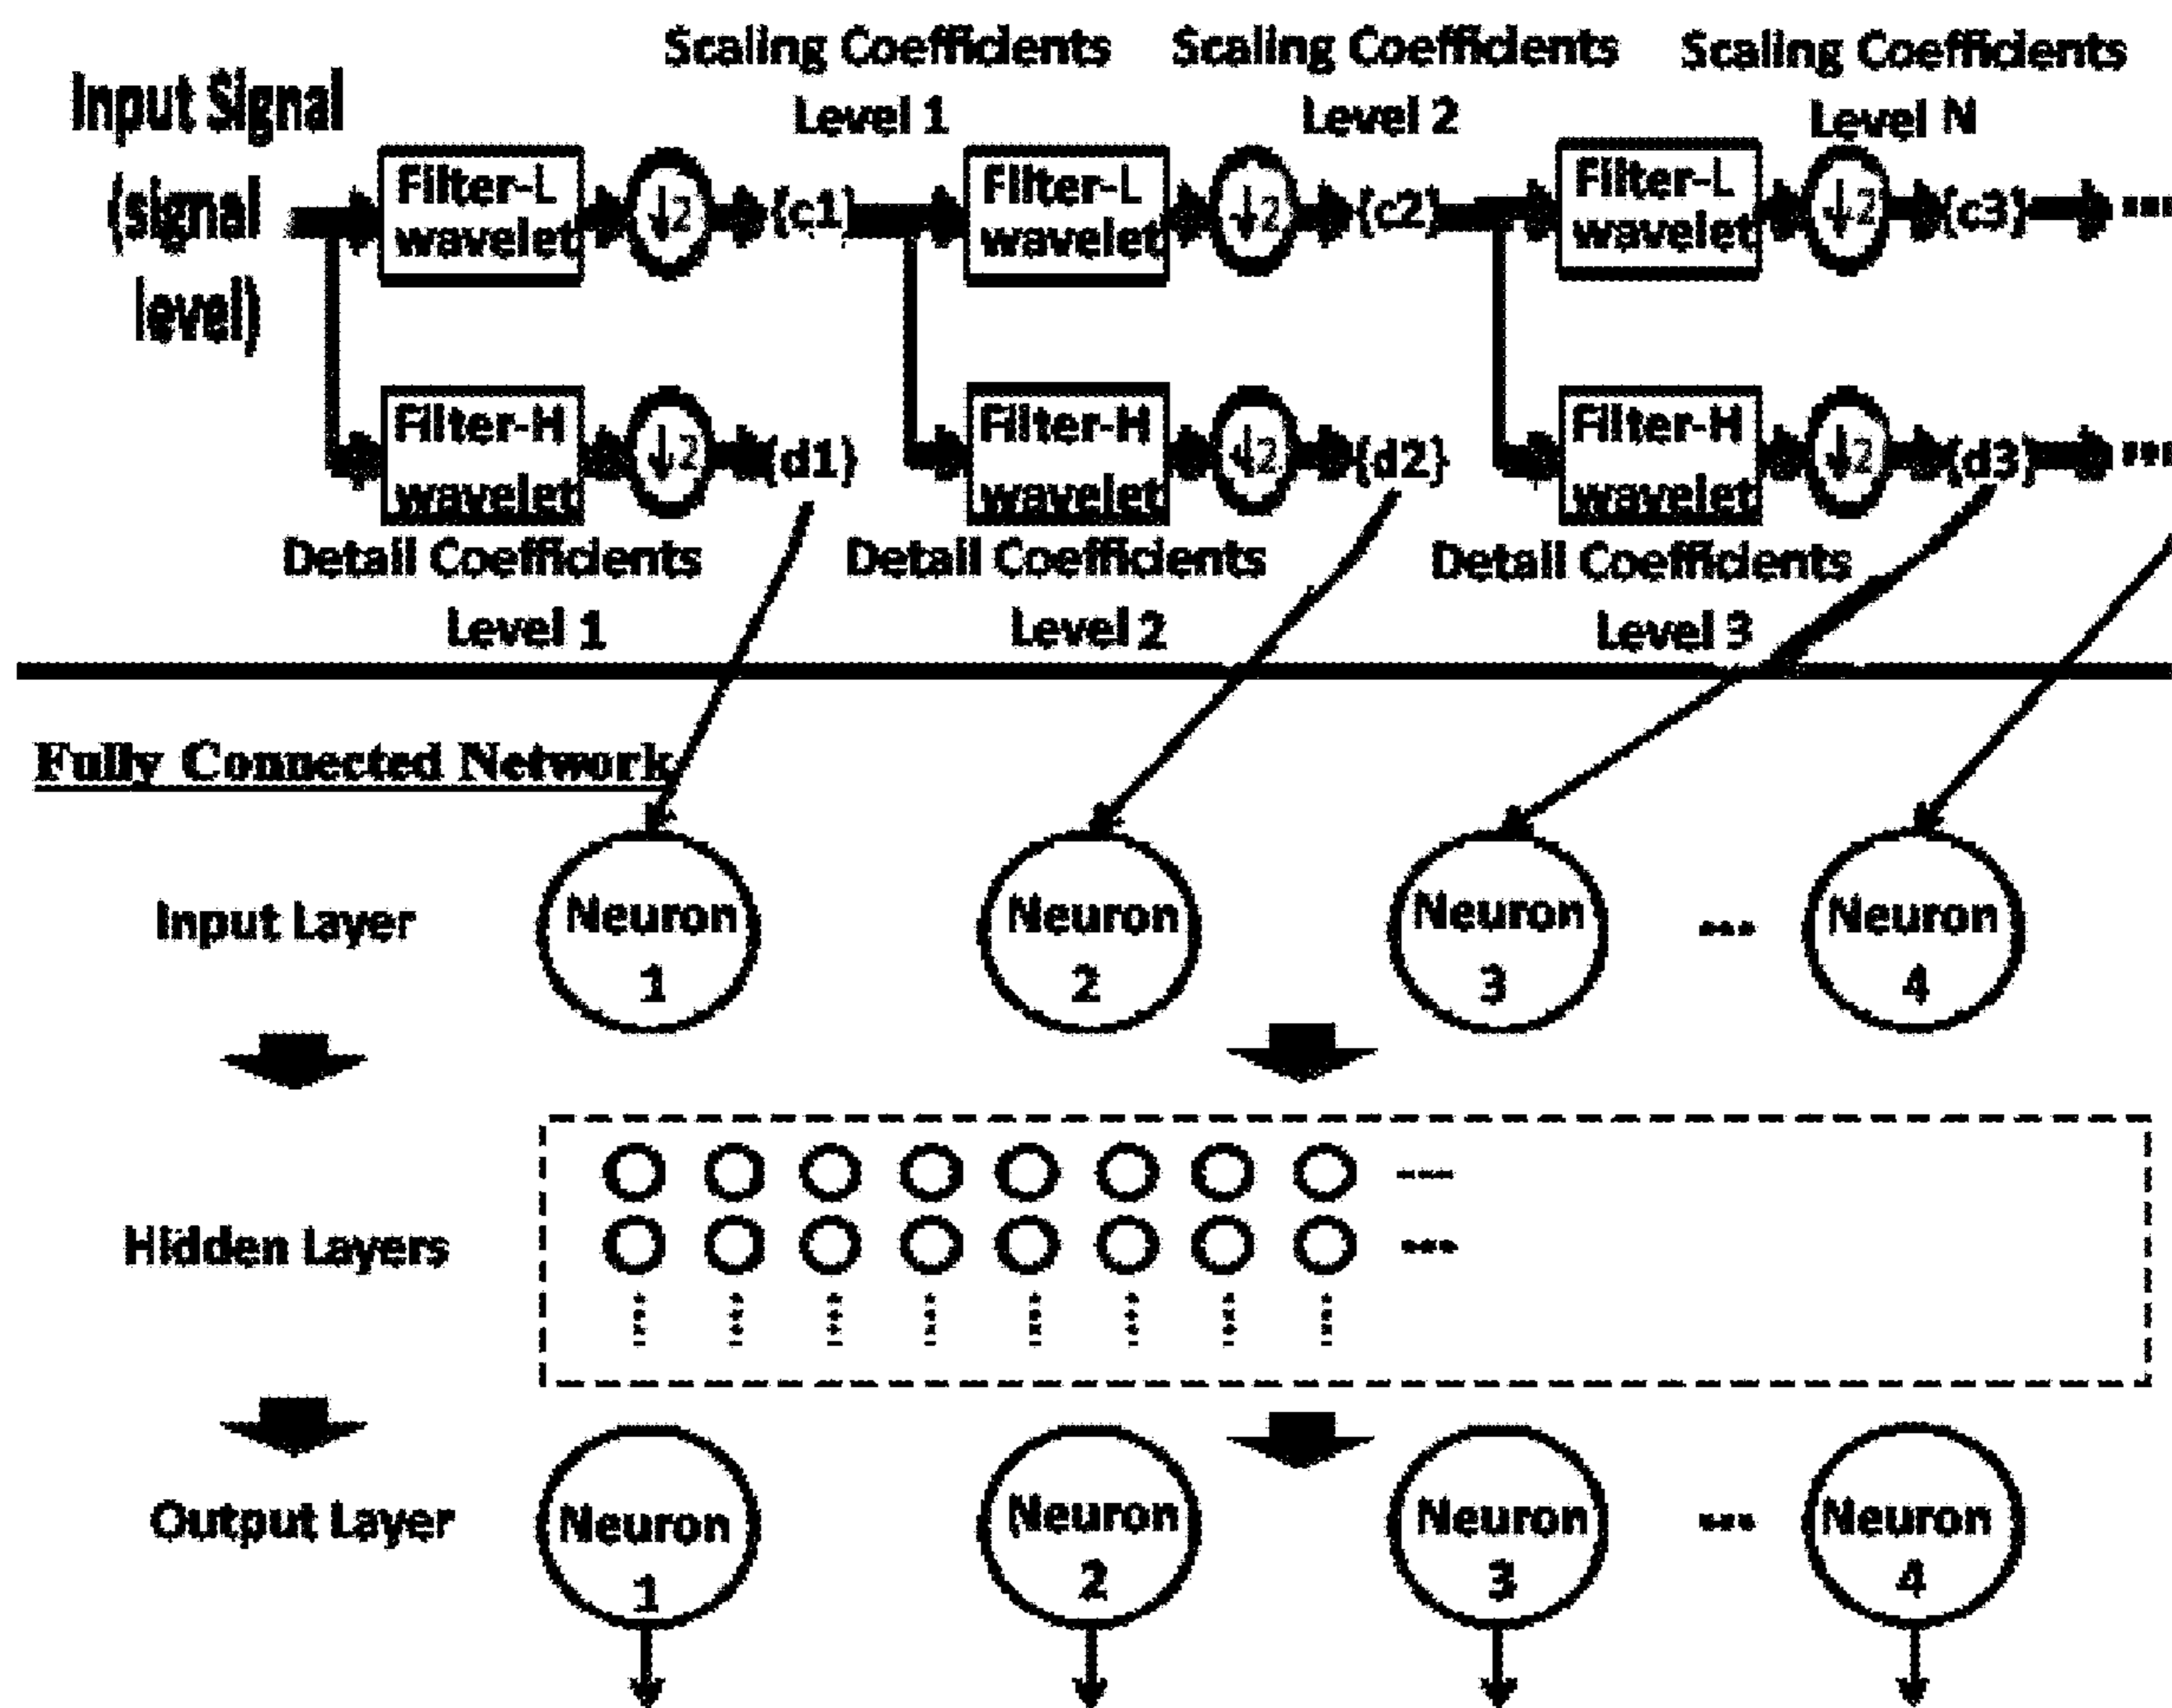 Scaling Coefficients Scaling Coefficients Scaling Coefficients
Level 1 Level 2 Level N
Input Signal
(signal
level)
Filter-L
wavelet
↓2
{c1}
Filter-L
wavelet
↓2
{c2}
Filter-L
wavelet
↓2
{c3}
...
Filter-H
wavelet
↓2
{d1}
Filter-H
wavelet
↓2
{d2}
Filter-H
wavelet
↓2
{d3}
...
Detail Coefficients Detail Coefficients Detail Coefficients
Level 1 Level 2 Level 3
Fully Connected Network
Input Layer
Neuron
1
Neuron
2
Neuron
3
...
Neuron
4
Hidden Layers
...
...
Output Layer
Neuron
1
Neuron
2
Neuron
3
...
Neuron
4